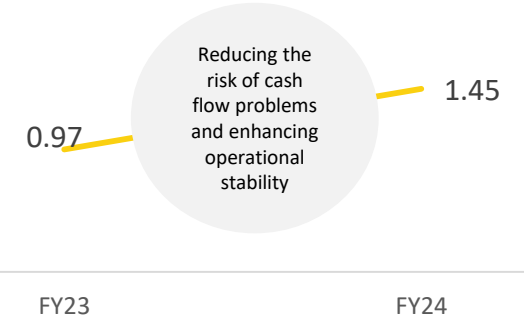 Reducing the
risk of cash
flow problems
and enhancing
operational
stability
1.45
0.97
FY23
FY24